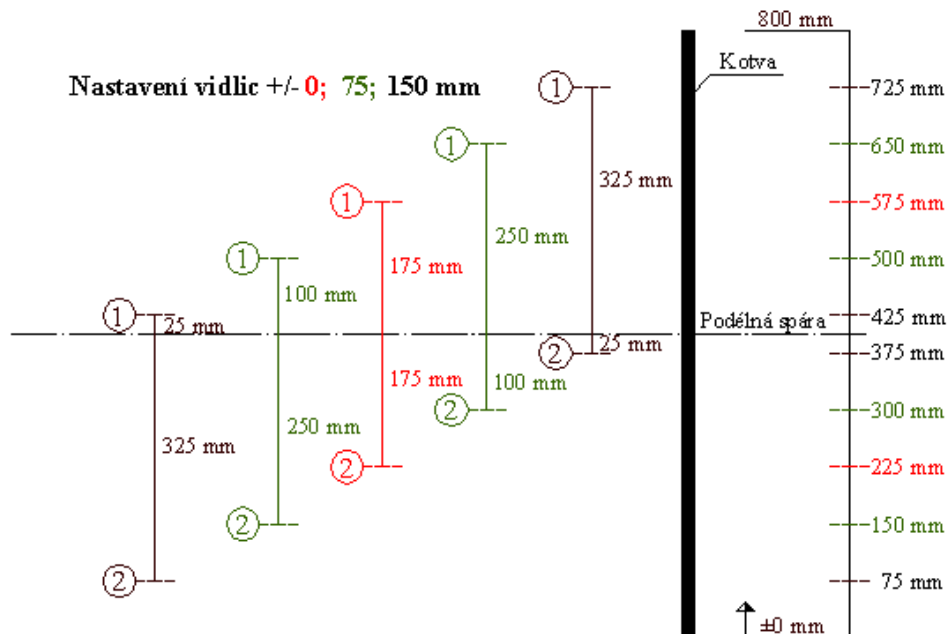 800 mm
Kotva
Nastavení vidlic +/- 0; 75; 150 mm
1
725 mm
1
650 mm
325 mm
1
575 mm
250 mm
1
500 mm
175 mm
100 mm
1
25 mm
Podélná spára
425 mm
25 mm
2
375 mm
175 mm
100 mm
2
300 mm
250 mm
325 mm
2
225 mm
2
150 mm
2
75 mm
±0 mm